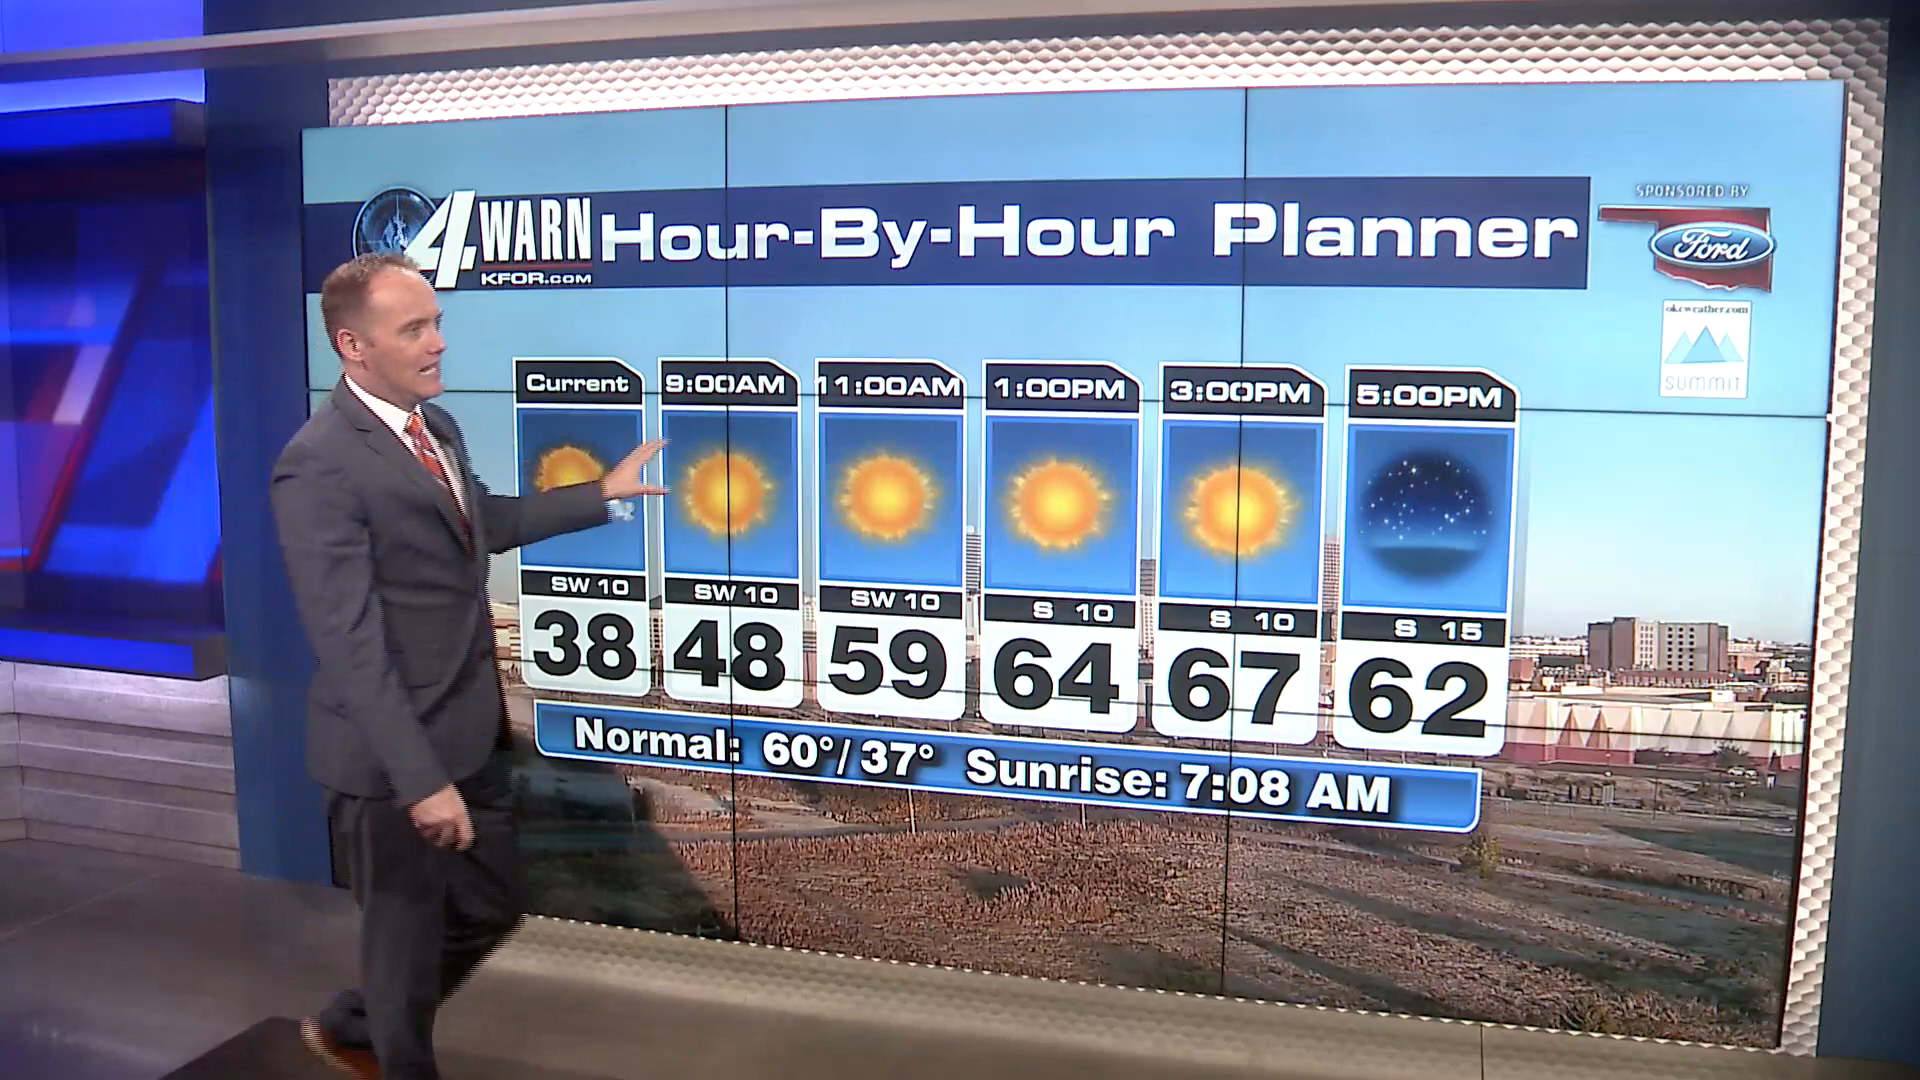 4WARN Hour-By-Hour Planner
KFOR.COM
SPONSORED BY
Ford
okcweather.com
SUMMIT
Current 9:00AM 11:00AM 1:00PM 3:00PM 5:00PM
SW 10 SW 10 SW 10 S 10 S 10 S 15
38 48 59 64 67 62
Normal: 60°/37° Sunrise: 7:08 AM